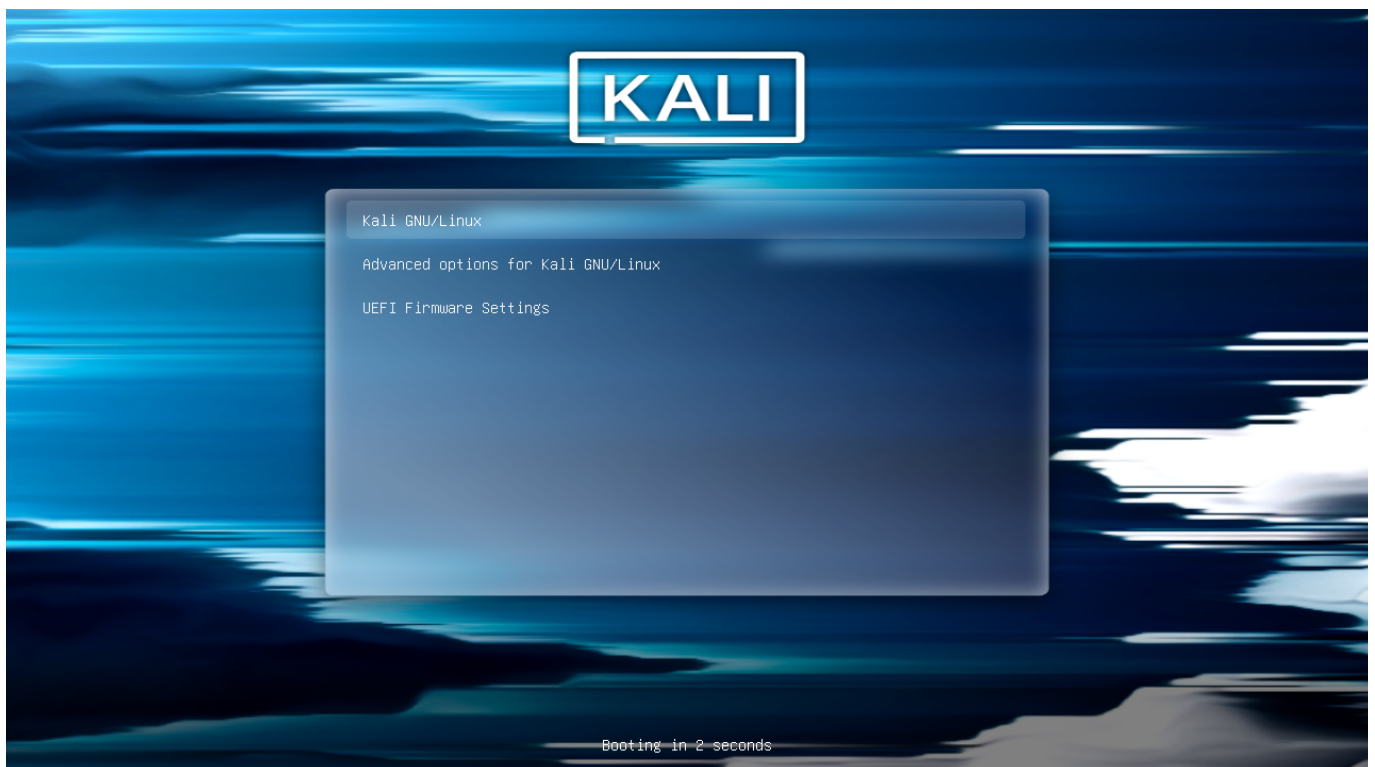 KALI
Kali GNU/Linux
Advanced options for Kali GNU/Linux
UEFI Firmware Settings
Booting in 2 seconds